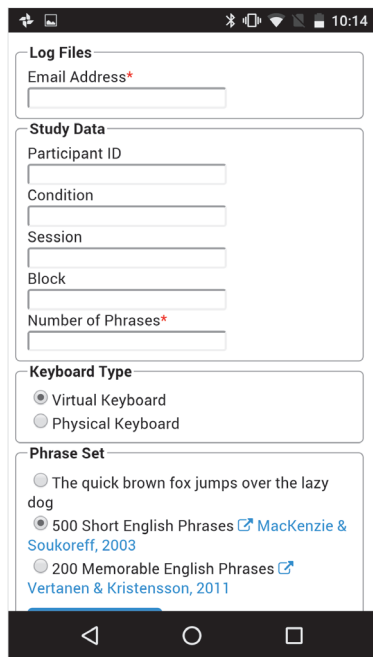 10:14
Log Files
Email Address*
Study Data
Participant ID
Condition
Session
Block
Number of Phrases*
Keyboard Type
Virtual Keyboard
Physical Keyboard
Phrase Set
The quick brown fox jumps over the lazy
dog
500 Short English Phrases MacKenzie &
Soukoreff, 2003
200 Memorable English Phrases
Vertanen & Kristensson, 2011